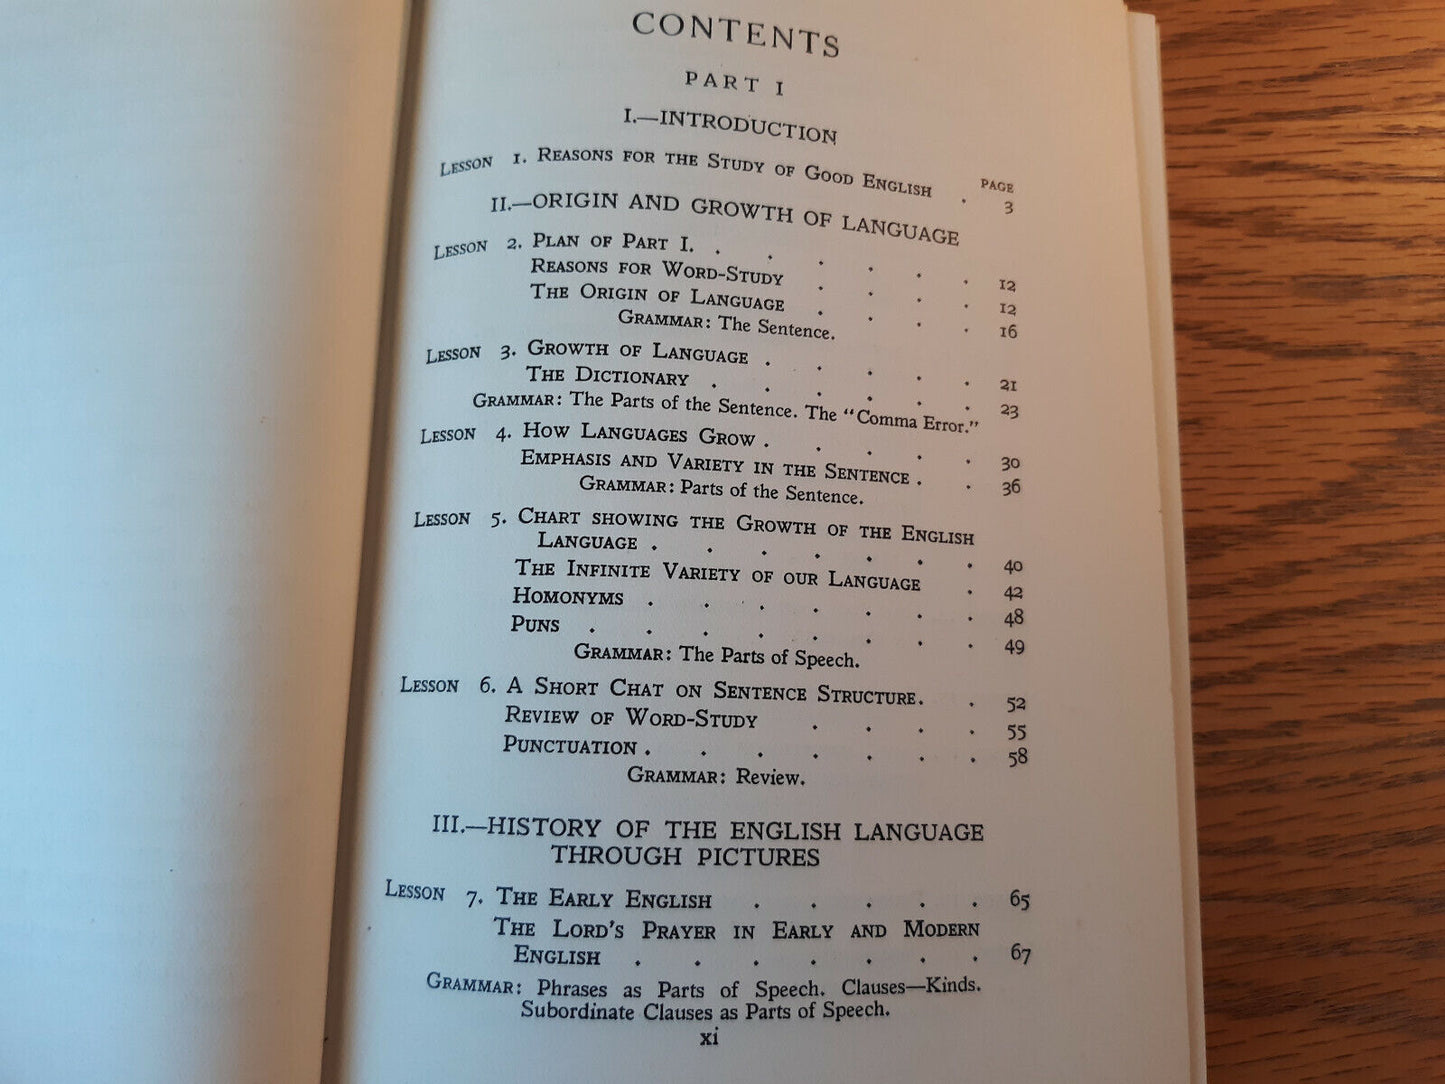 CONTENTS
PART I
I.—INTRODUCTION
PAGE
LESSON 1. REASONS FOR THE STUDY OF GOOD ENGLISH . 3
II.—ORIGIN AND GROWTH OF LANGUAGE
LESSON 2. PLAN OF PART I. . . . . . . 12
REASONS FOR WORD-STUDY . . . . 12
THE ORIGIN OF LANGUAGE . . . . 16
GRAMMAR: The Sentence.
LESSON 3. GROWTH OF LANGUAGE . . . . . 21
THE DICTIONARY . . . . . . 23
GRAMMAR: The Parts of the Sentence. The "Comma Error."
LESSON 4. HOW LANGUAGES GROW . . . . . 30
EMPHASIS AND VARIETY IN THE SENTENCE . . 36
GRAMMAR: Parts of the Sentence.
LESSON 5. CHART SHOWING THE GROWTH OF THE ENGLISH
LANGUAGE . . . . . . . 40
THE INFINITE VARIETY OF OUR LANGUAGE . 42
HOMONYMS . . . . . . . 48
PUNS . . . . . . . . 49
GRAMMAR: The Parts of Speech.
LESSON 6. A SHORT CHAT ON SENTENCE STRUCTURE. . 52
REVIEW OF WORD-STUDY . . . . 55
PUNCTUATION . . . . . . . 58
GRAMMAR: Review.
III.—HISTORY OF THE ENGLISH LANGUAGE
THROUGH PICTURES
LESSON 7. THE EARLY ENGLISH . . . . . 65
THE LORD'S PRAYER IN EARLY AND MODERN
ENGLISH . . . . . . . 67
GRAMMAR: Phrases as Parts of Speech. Clauses—Kinds.
Subordinate Clauses as Parts of Speech.
xi